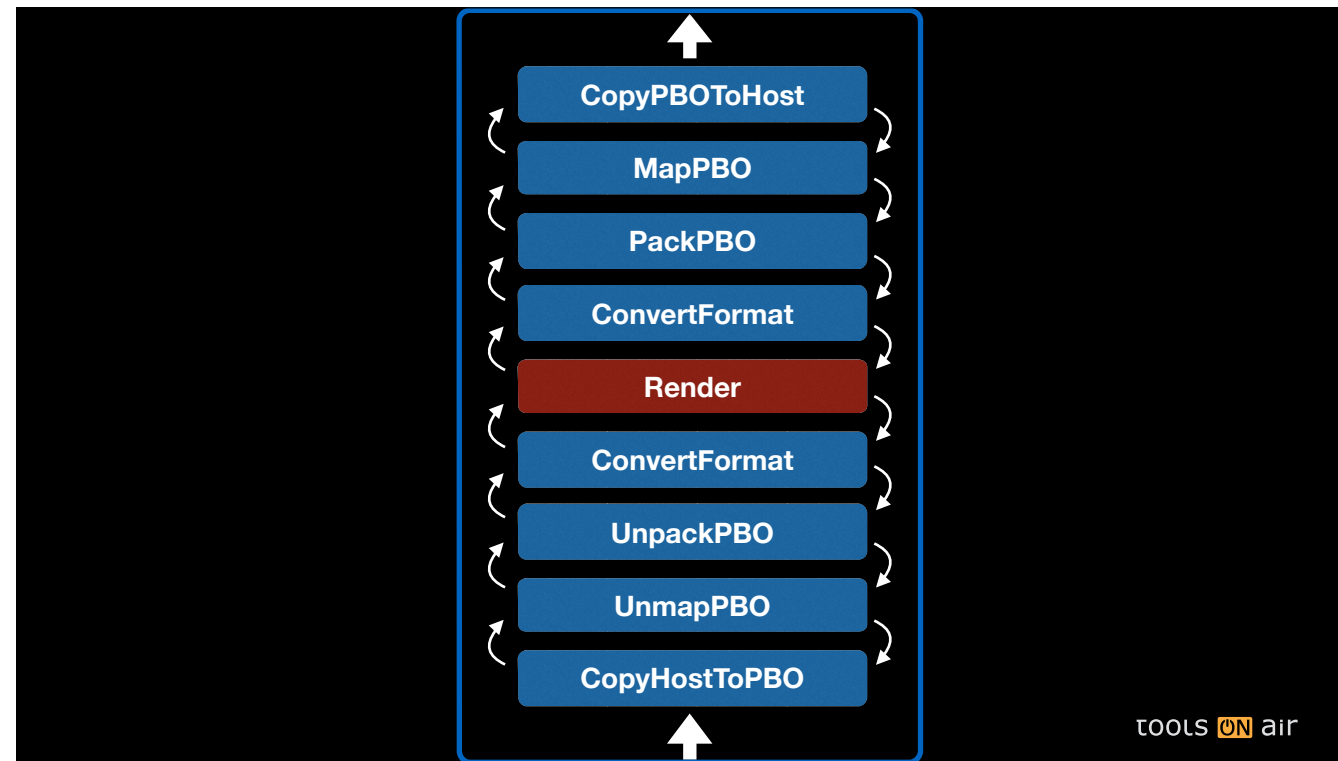 CopyPBOToHost
MapPBO
PackPBO
ConvertFormat
Render
ConvertFormat
UnpackPBO
UnmapPBO
CopyHostToPBO
TOOLS ON air